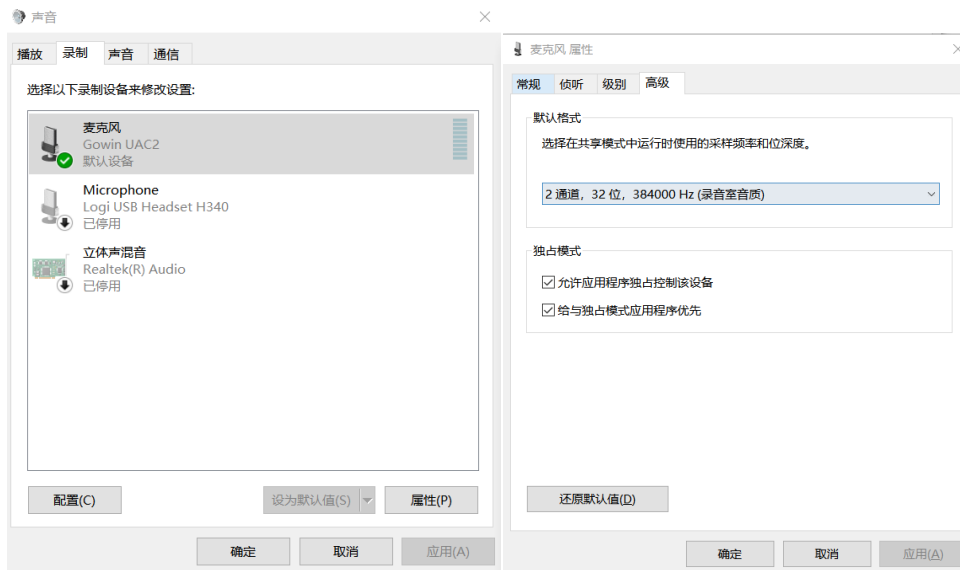 声音
播放 录制 声音 通信
选择以下录制设备来修改设置:
麦克风
Gowin UAC2
默认设备
Microphone
Logi USB Headset H340
已停用
立体声混音
Realtek(R) Audio
已停用
配置(C) 设为默认值(S) 属性(P)
确定 取消 应用(A)
麦克风 属性
常规 侦听 级别 高级
默认格式
选择在共享模式中运行时使用的采样频率和位深度。
2 通道，32 位，384000 Hz (录音室音质)
独占模式
允许应用程序独占控制该设备
给与独占模式应用程序优先
还原默认值(D)
确定 取消 应用(A)